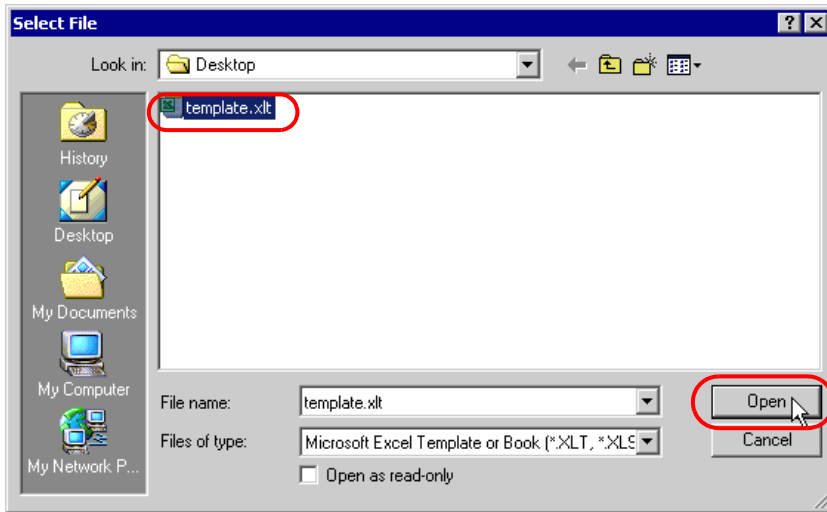 Select File
Look in: Desktop
template.xlt
History
Desktop
My Documents
My Computer
My Network P...
File name: template.xlt
Open
Files of type: Microsoft Excel Template or Book (*.XLT, *.XLS
Cancel
Open as read-only